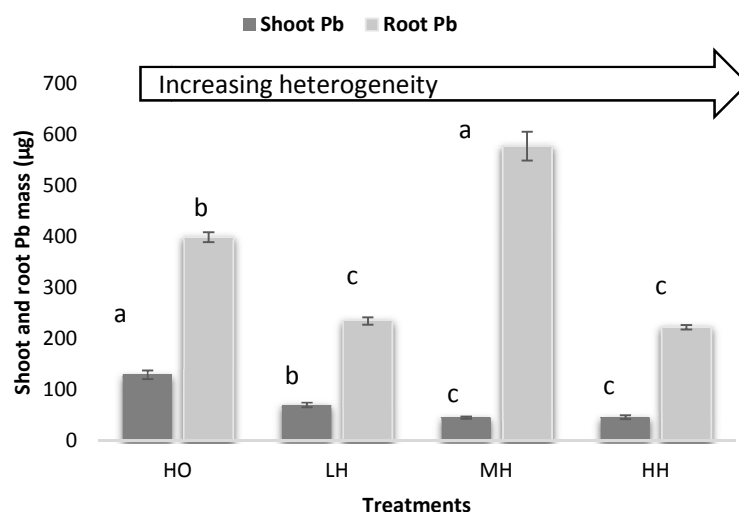 Shoot Pb Root Pb
Increasing heterogeneity
Shoot and root Pb mass (µg)
700
600
500
400
300
200
100
0
a
b
b
c
c
a
c
c
HO LH MH HH
Treatments